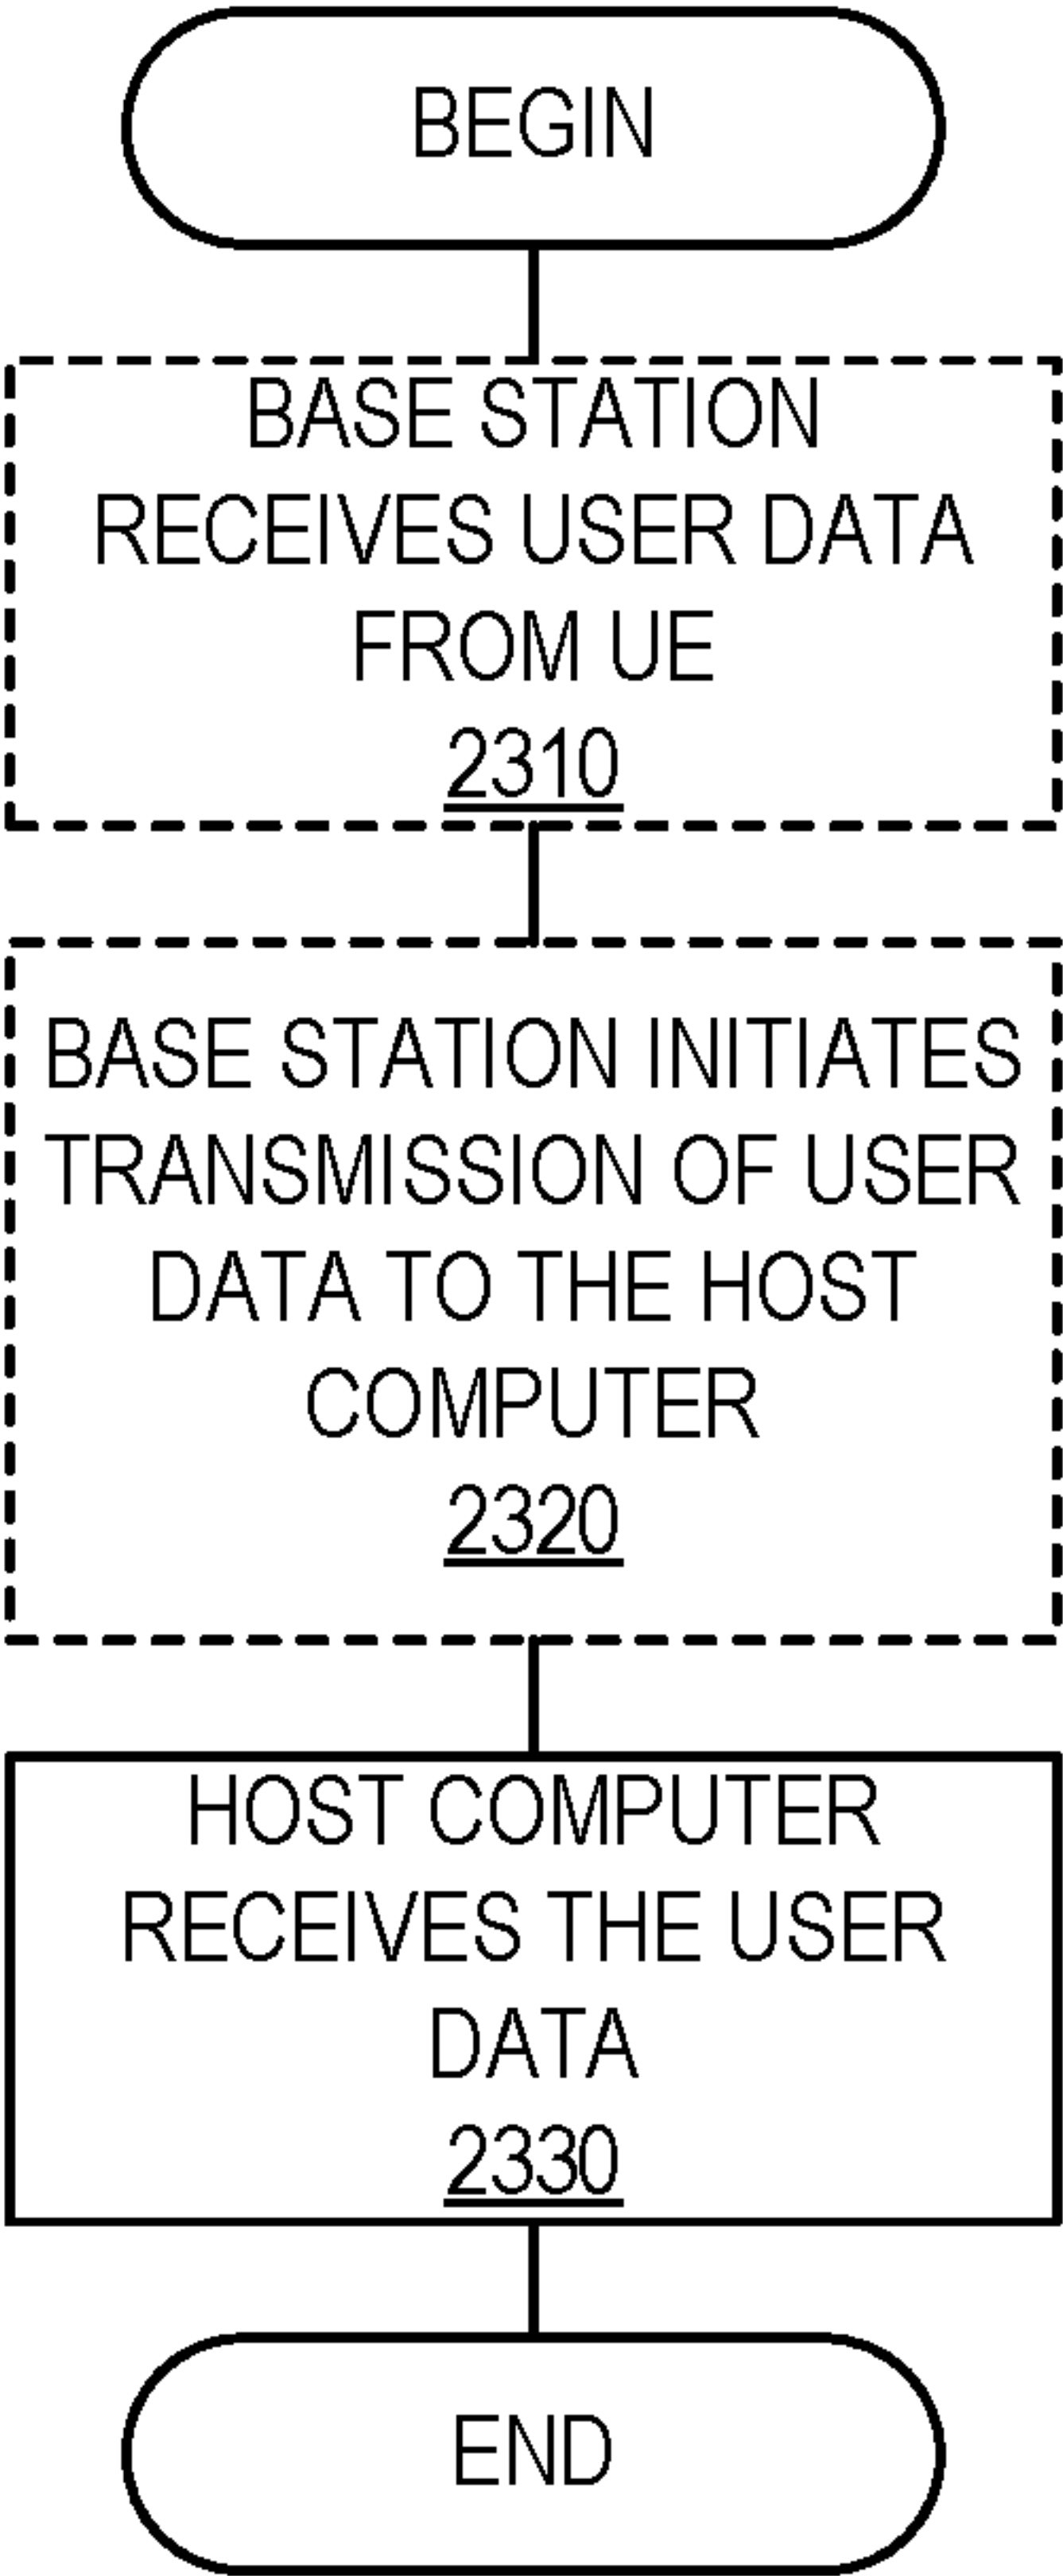 BEGIN
BASE STATION
RECEIVES USER DATA
FROM UE
2310
BASE STATION INITIATES
TRANSMISSION OF USER
DATA TO THE HOST
COMPUTER
2320
HOST COMPUTER
RECEIVES THE USER
DATA
2330
END